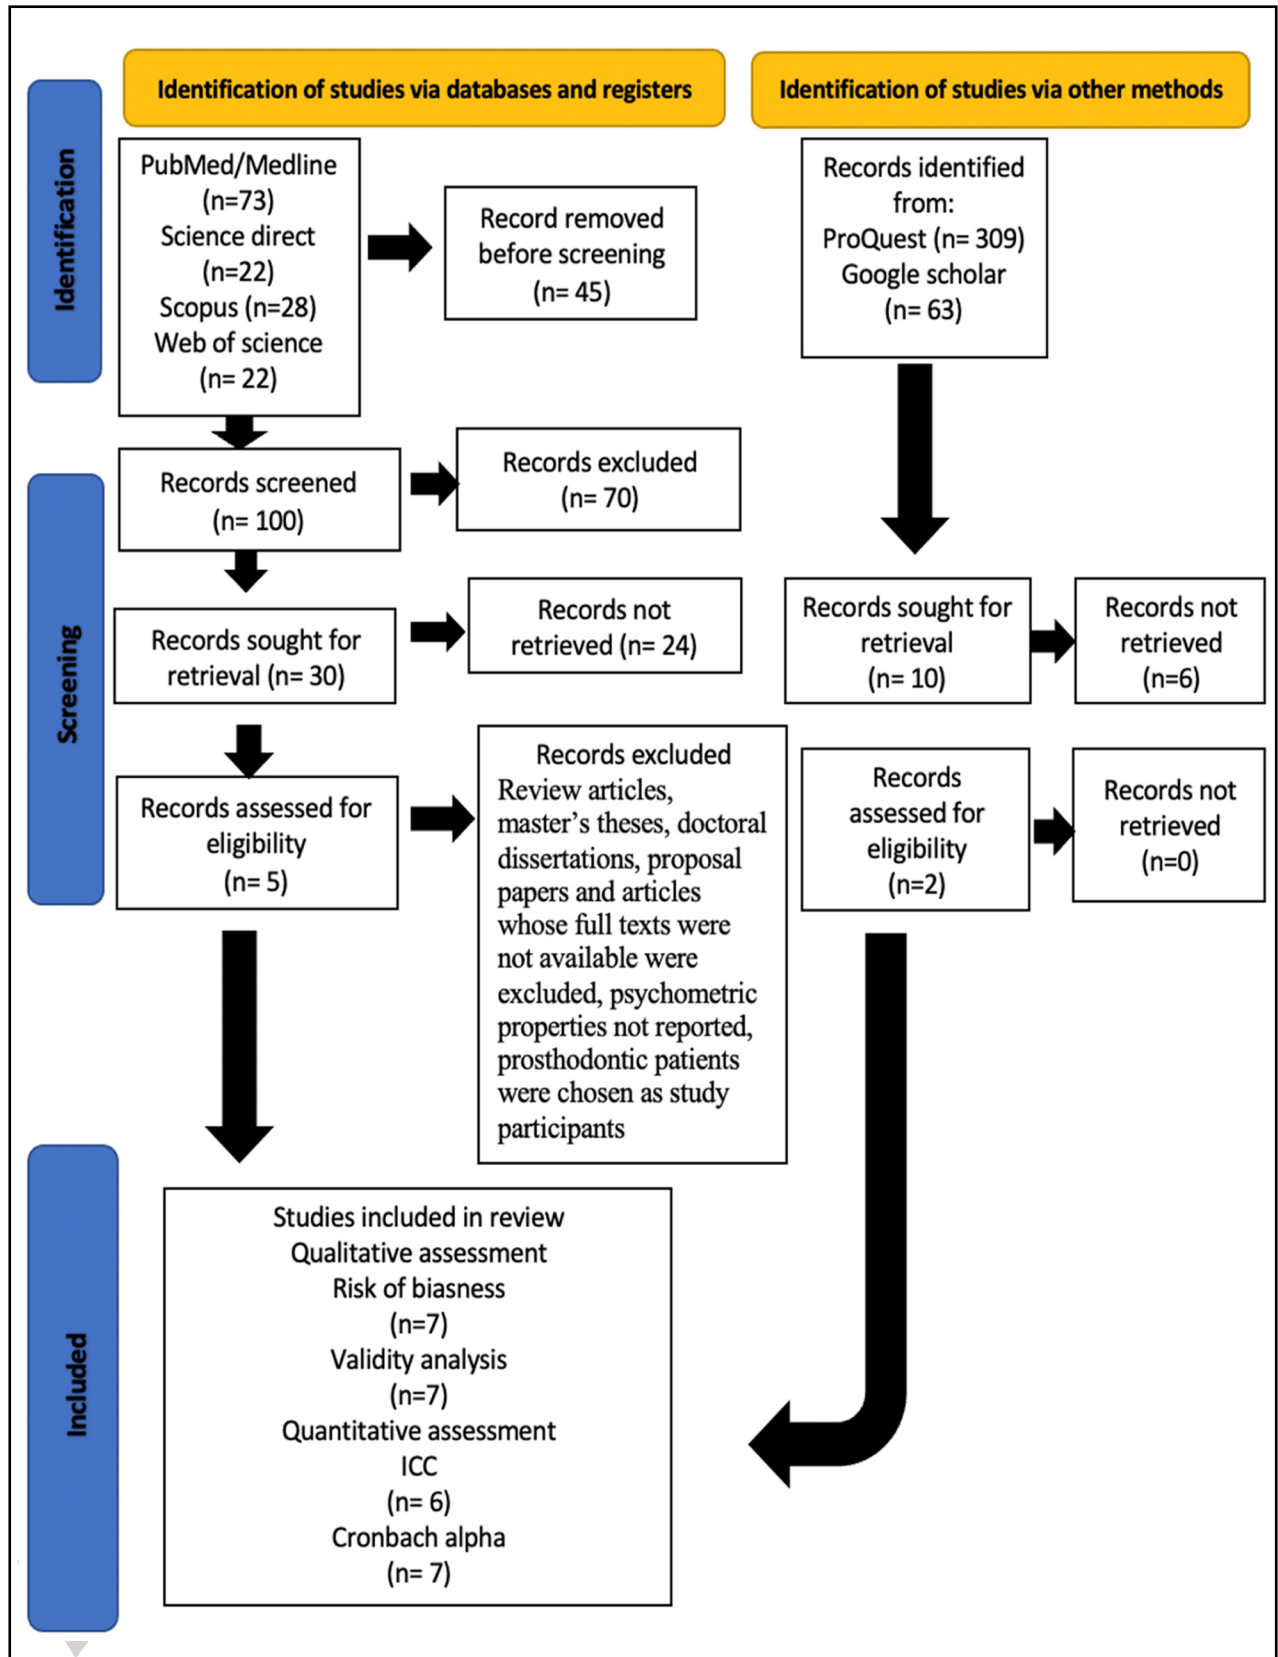 Identification of studies via databases and registers
Identification of studies via other methods
Identification
PubMed/Medline
(n=73)
Science direct
(n=22)
Scopus (n=28)
Web of science
(n= 22)
Record removed
before screening
(n= 45)
Records identified
from:
ProQuest (n= 309)
Google scholar
(n= 63)
Screening
Records screened
(n= 100)
Records excluded
(n= 70)
Records sought for
retrieval (n= 30)
Records not
retrieved (n= 24)
Records sought for
retrieval
(n= 10)
Records not
retrieved
(n=6)
Records assessed for
eligibility
(n= 5)
Records excluded
Review articles,
master’s theses, doctoral
dissertations, proposal
papers and articles
whose full texts were
not available were
excluded, psychometric
properties not reported,
prosthodontic patients
were chosen as study
participants
Records
assessed for
eligibility
(n=2)
Records not
retrieved
(n=0)
Included
Studies included in review
Qualitative assessment
Risk of biasness
(n=7)
Validity analysis
(n=7)
Quantitative assessment
ICC
(n= 6)
Cronbach alpha
(n= 7)